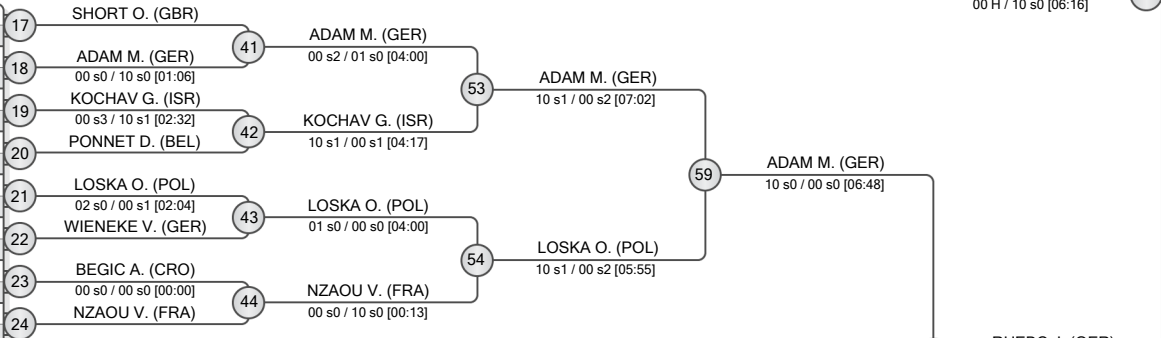 00 H / 10 s0 [06:16]
17
SHORT O. (GBR)
41
ADAM M. (GER)
00 s2 / 01 s0 [04:00]
18
ADAM M. (GER)
00 s0 / 10 s0 [01:06]
53
ADAM M. (GER)
10 s1 / 00 s2 [07:02]
19
KOCHAV G. (ISR)
00 s3 / 10 s1 [02:32]
42
KOCHAV G. (ISR)
10 s1 / 00 s1 [04:17]
20
PONNET D. (BEL)
59
ADAM M. (GER)
10 s0 / 00 s0 [06:48]
21
LOSKA O. (POL)
02 s0 / 00 s1 [02:04]
43
LOSKA O. (POL)
01 s0 / 00 s0 [04:00]
22
WIENEKE V. (GER)
54
LOSKA O. (POL)
10 s1 / 00 s2 [05:55]
23
BEGIC A. (CRO)
00 s0 / 00 s0 [00:00]
44
NZAOU V. (FRA)
00 s0 / 10 s0 [00:13]
24
NZAOU V. (FRA)